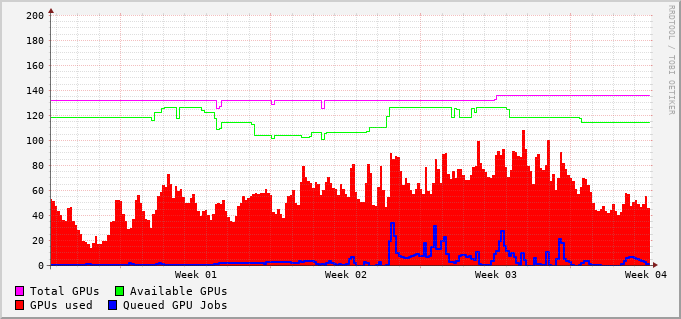 200
180
160
140
120
100
80
60
40
20
0
Week 01 Week 02 Week 03 Week 04
Total GPUs Available GPUs
GPUs used Queued GPU Jobs
RRDTOOL / TOBI OETIKER